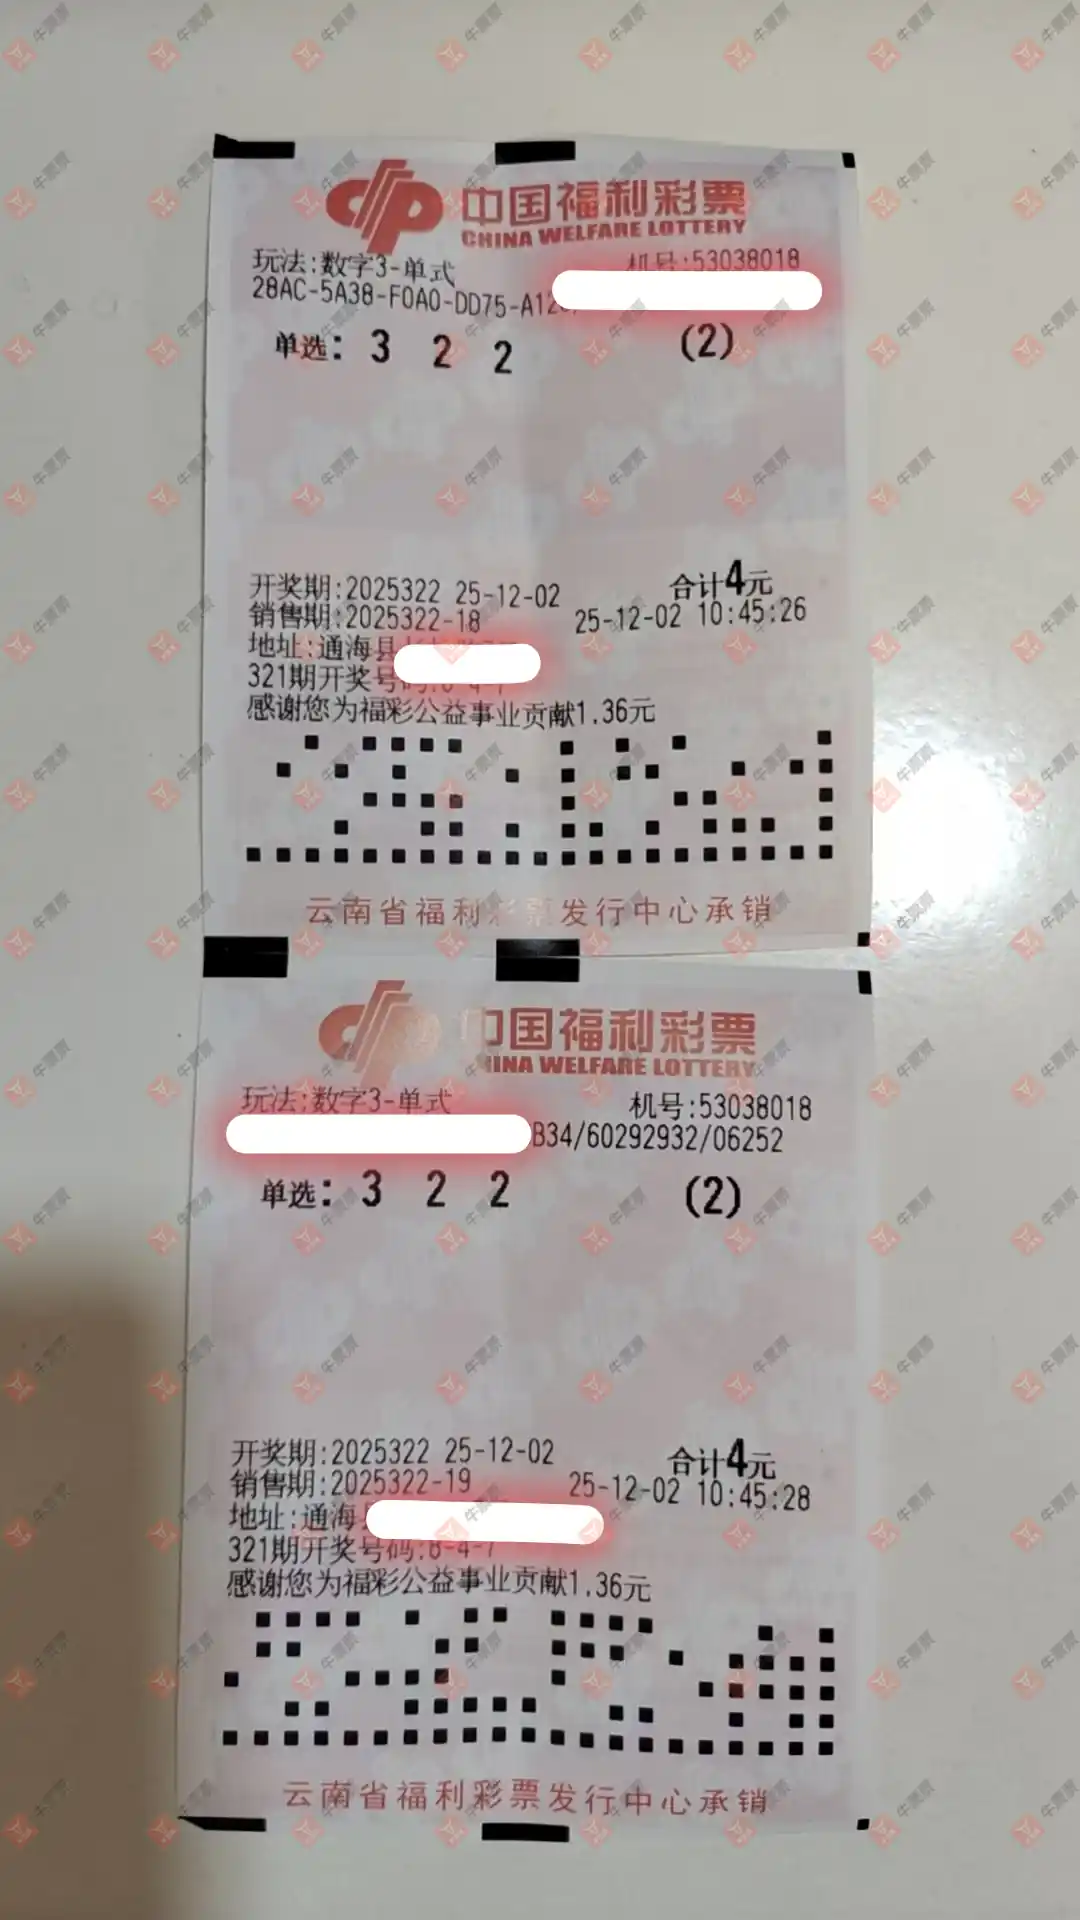 中国福利彩票
CHINA WELFARE LOTTERY
玩法:数字3-单式 机号:53038018
28AC-5A38-F0A0-DD75-A12
单选: 3 2 2 (2)
开奖期:2025322 25-12-02 合计4元
销售期:2025322-18 25-12-02 10:45:26
地址:通海县
321期开奖号码:
感谢您为福彩公益事业贡献1.36元
云南省福利彩票发行中心承销
中国福利彩票
CHINA WELFARE LOTTERY
玩法:数字3-单式 机号:53038018
B34/60292932/06252
单选: 3 2 2 (2)
开奖期:2025322 25-12-02 合计4元
销售期:2025322-19 25-12-02 10:45:28
地址:通海
321期开奖号码:8-4-7
感谢您为福彩公益事业贡献1.36元
云南省福利彩票发行中心承销
牛票票